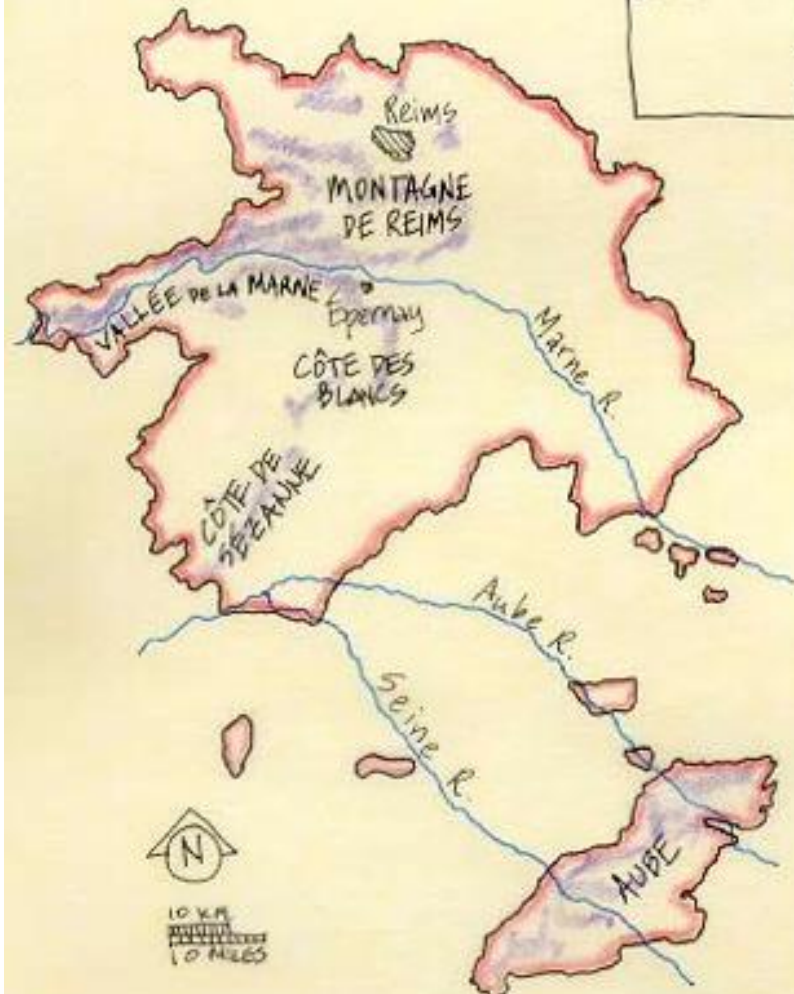 Reims
MONTAGNE
DE REIMS
VALLÉE DE LA MARNE
Épernay
Marne R.
CÔTE DES
BLANCS
CÔTE DE
SÉZANNE
Aube R.
Seine R.
AUBE
N
10 KM
10 MILES